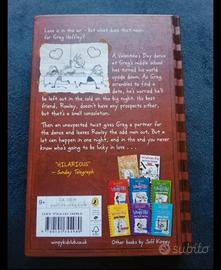 Love is in the air – but what does that mean
for Greg Heffley?
A Valentine's Day dance
at Greg's middle school
has turned his world
upside down. As Greg
scrambles to find a
date, he's worried he'll
be left out in the cold on the big night. His best
friend, Rowley, doesn't have any prospects either,
but that's a small consolation.
Then an unexpected twist gives Greg a partner for
the dance and leaves Rowley the odd man out. But a
lot can happen in one night, and in the end you never
know who's going to be lucky in love . . .
"HILARIOUS"
– Sunday Telegraph
wimpykidclub.co.uk
Other books by Jeff Kinney
subito